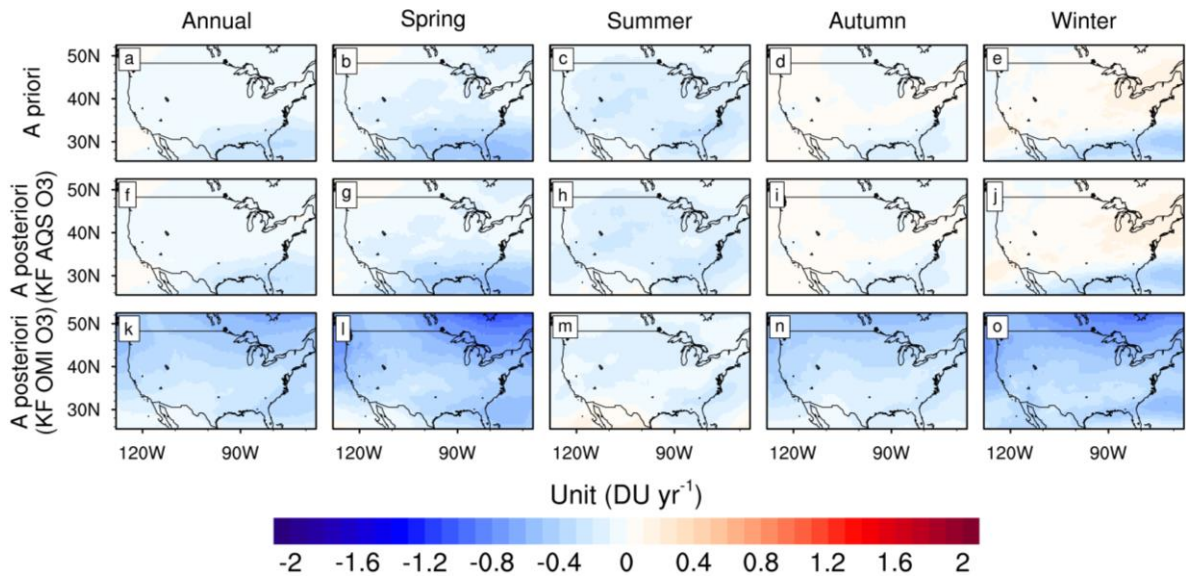 Annual Spring Summer Autumn Winter
A priori
50N a b c d e
40N
30N
A posteriori
(KF AQS O3)
50N f g h i j
40N
30N
A posteriori
(KF OMI O3)
50N k l m n o
40N
30N
120W 90W 120W 90W 120W 90W 120W 90W 120W 90W
Unit (DU yr⁻¹)
-2 -1.6 -1.2 -0.8 -0.4 0 0.4 0.8 1.2 1.6 2